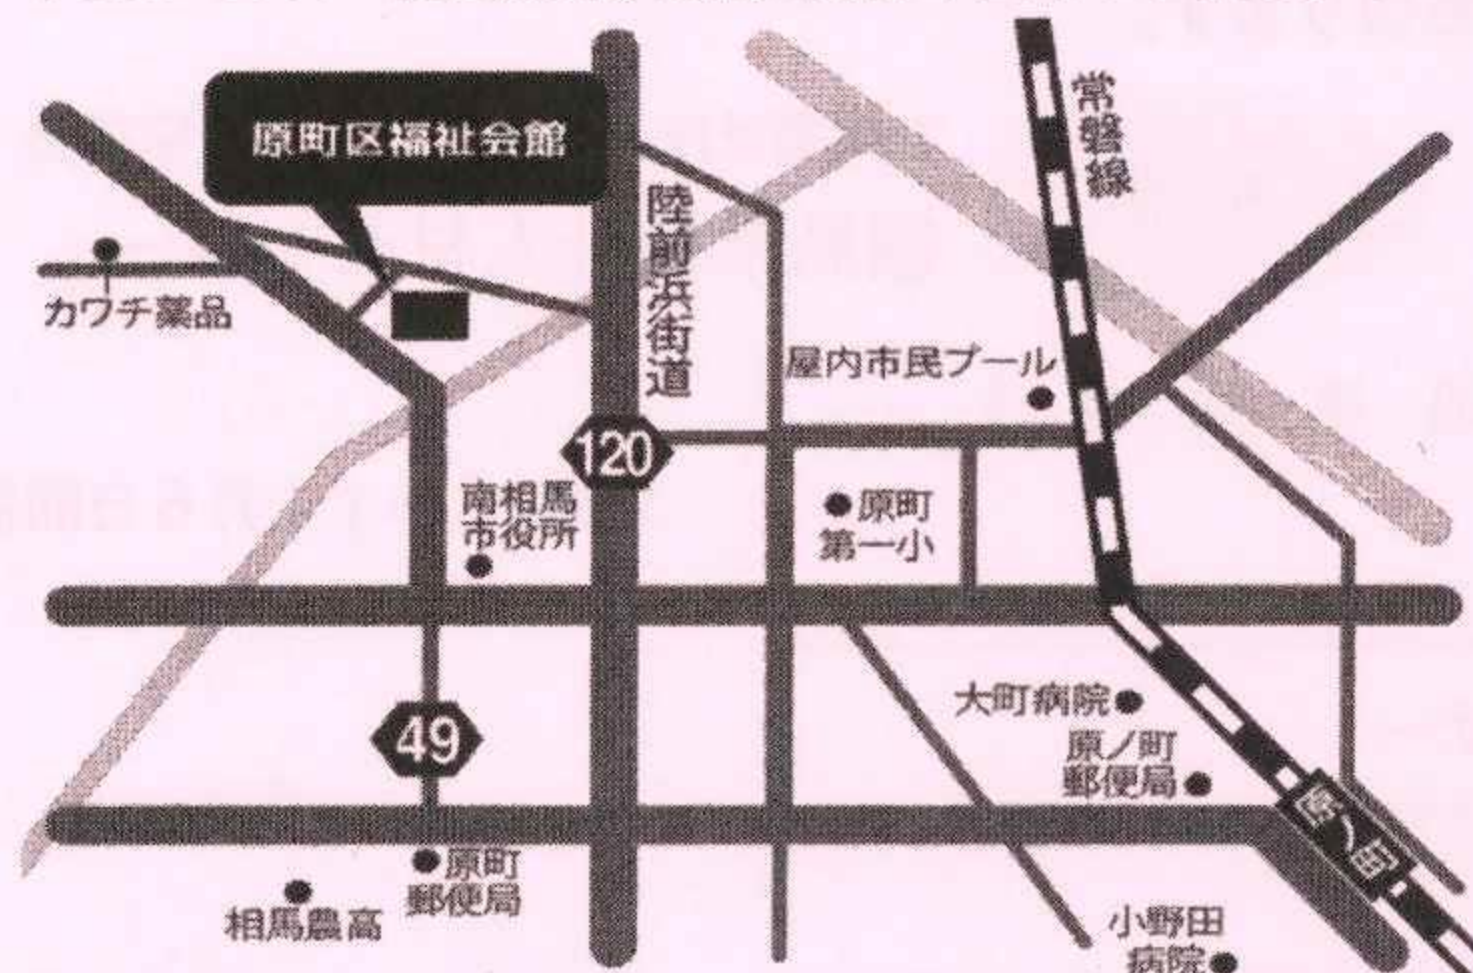 常磐線
原町区福祉会館
陸前浜街道
カワチ薬品
屋内市民プール
120
南相馬
市役所
原町
第一小
大町病院
49
原ノ町
郵便局
原ノ町
原町
郵便局
相馬農高
小野田
病院